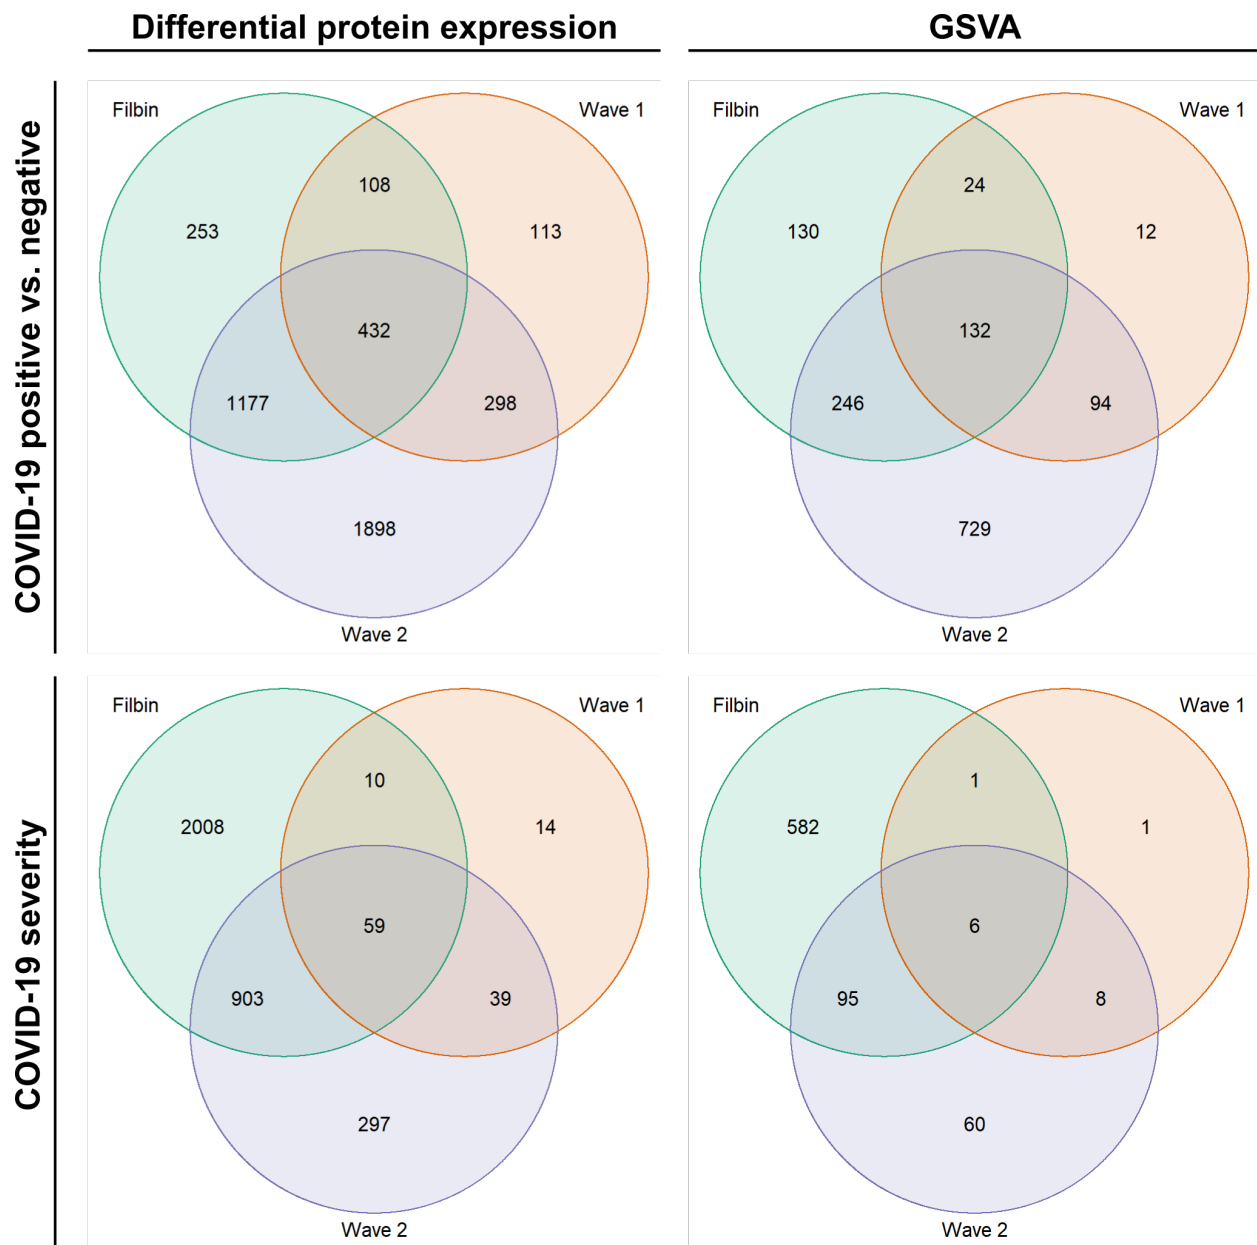 Differential protein expression
GSVA
COVID-19 positive vs. negative
Filbin
Wave 1
108
253
113
432
1177
298
1898
Wave 2
Filbin
Wave 1
24
130
12
132
246
94
729
Wave 2
COVID-19 severity
Filbin
Wave 1
10
2008
14
59
903
39
297
Wave 2
Filbin
Wave 1
1
582
1
6
95
8
60
Wave 2